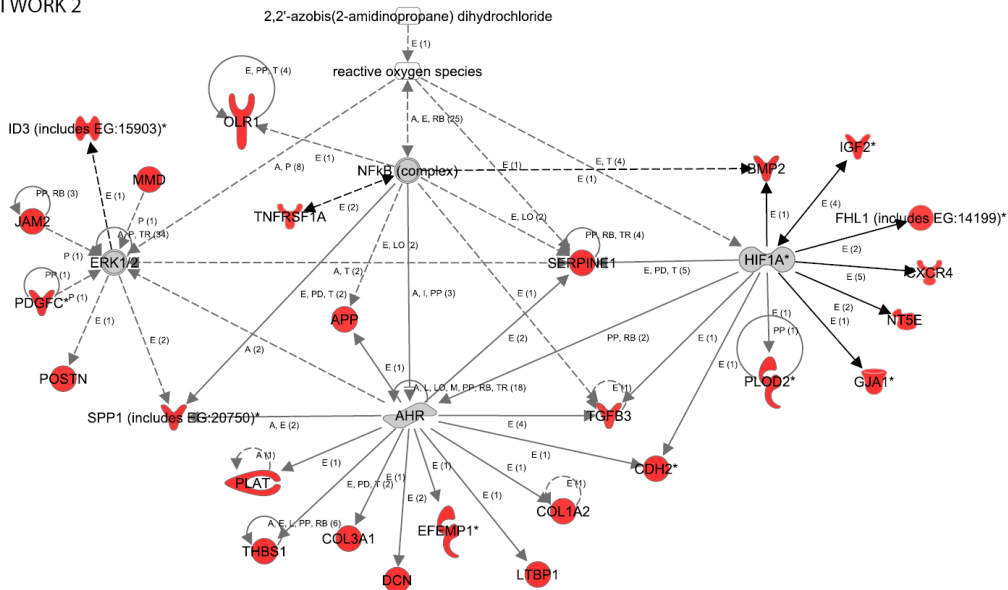 TWORK 2
2,2'-azobis(2-amidinopropane) dihydrochloride
E (1)
reactive oxygen species
E, PP, T (4)
OLR1
A, E, RB (25)
ID3 (includes EG:15903)*
IGF2*
A, P (8)
E (1)
NFkB (complex)
E (1)
E, T (4)
E (1)
BMP2
MMD
PP, RB (3)
E (1)
TNFRSF1A
E (2)
E (4)
JAM2
P (1)
E (1)
FHL1 (includes EG:14199)*
A, P, TR (34)
E, LO (2)
PP, RB, TR (4)
E, LO (2)
E (2)
P (1)
ERK1/2
SERPINE1
HIF1A*
CXCR4
PP (1)
A, T (2)
E, PD, T (5)
E (5)
PDGFC*
P (1)
E, PD, T (2)
A, I, PP (3)
E (1)
E (2)
E (1)
NT5E
E (1)
APP
E (1)
PP (1)
E (2)
A (2)
E (2)
PP, RB (2)
E (1)
E (1)
E (1)
POSTN
PLOD2*
GJA1*
A, L, LO, M, PP, RB, TR (18)
E (1)
SPP1 (includes EG:20750)*
A, E (2)
AHR
E (4)
TGFB3
A (1)
E (1)
E (1)
E (1)
E (1)
CDH2*
PLAT
E, PD, T (2)
E (1)
E (2)
E (1)
E (1)
COL1A2
A, E, L, PP, RB (6)
EFEMP1*
THBS1
COL3A1
DCN
LTBP1